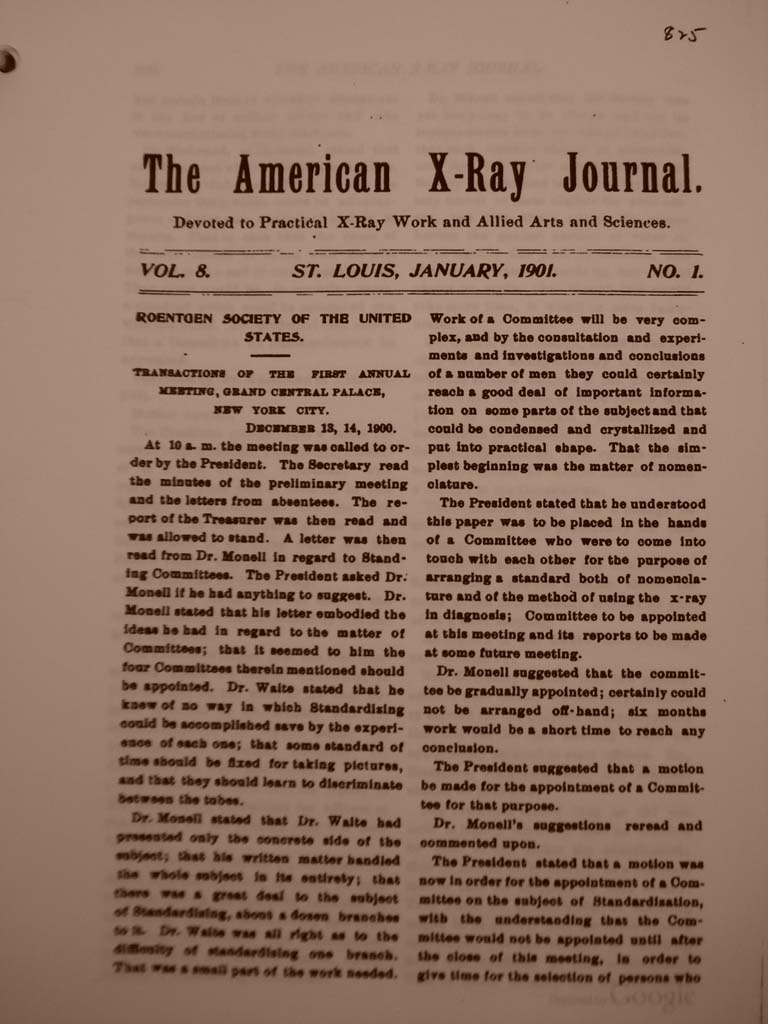 825
The American X-Ray Journal.
Devoted to Practical X-Ray Work and Allied Arts and Sciences.
VOL. 8. ST. LOUIS, JANUARY, 1901. NO. 1.
ROENTGEN SOCIETY OF THE UNITED
STATES.
TRANSACTIONS OF THE FIRST ANNUAL
MEETING, GRAND CENTRAL PALACE,
NEW YORK CITY.
DECEMBER 13, 14, 1900.
At 10 a. m. the meeting was called to or-
der by the President. The Secretary read
the minutes of the preliminary meeting
and the letters from absentees. The re-
port of the Treasurer was then read and
was allowed to stand. A letter was then
read from Dr. Monell in regard to Stand-
ing Committees. The President asked Dr.
Monell if he had anything to suggest. Dr.
Monell stated that his letter embodied the
ideas he had in regard to the matter of
Committees; that it seemed to him the
four Committees therein mentioned should
be appointed. Dr. Waite stated that he
knew of no way in which Standardising
could be accomplished save by the experi-
ence of each one; that some standard of
time should be fixed for taking pictures,
and that they should learn to discriminate
between the tubes.
Dr. Monell stated that Dr. Waite had
presented only the concrete side of the
subject; that his written matter handled
the whole subject in its entirety; that
there was a great deal to the subject
of Standardising, about a dozen branches
to it. Dr. Waite was all right as to the
difficulty of standardising one branch.
That was a small part of the work needed.
Work of a Committee will be very com-
plex, and by the consultation and experi-
ments and investigations and conclusions
of a number of men they could certainly
reach a good deal of important informa-
tion on some parts of the subject and that
could be condensed and crystallized and
put into practical shape. That the sim-
plest beginning was the matter of nomen-
clature.
The President stated that he understood
this paper was to be placed in the hands
of a Committee who were to come into
touch with each other for the purpose of
arranging a standard both of nomencla-
ture and of the method of using the x-ray
in diagnosis; Committee to be appointed
at this meeting and its reports to be made
at some future meeting.
Dr. Monell suggested that the commit-
tee be gradually appointed; certainly could
not be arranged off-hand; six months
work would be a short time to reach any
conclusion.
The President suggested that a motion
be made for the appointment of a Commit-
tee for that purpose.
Dr. Monell's suggestions reread and
commented upon.
The President stated that a motion was
now in order for the appointment of a Com-
mittee on the subject of Standardization,
with the understanding that the Com-
mittee would not be appointed until after
the close of this meeting, in order to
give time for the selection of persons who
Google